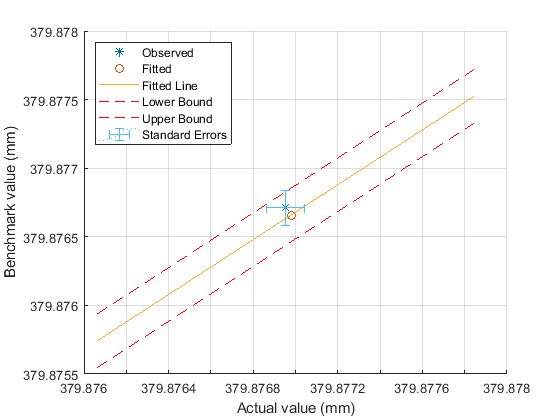 379.878
379.8775
379.877
379.8765
379.876
379.8755
Benchmark value (mm)
Observed
Fitted
Fitted Line
Lower Bound
Upper Bound
Standard Errors
379.876
379.8764
379.8768
379.8772
379.8776
379.878
Actual value (mm)